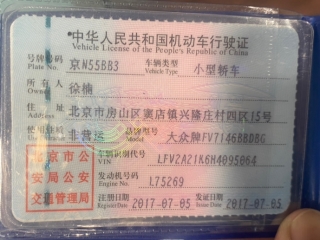 中华人民共和国机动车行驶证
Vehicle License of the People's Republic of China
号牌号码 京N55BB3 车辆类型 小型轿车
Plate No. Vehicle Type
所有人 徐楠
Owner
住址 北京市房山区窦店镇兴隆庄村四区15号
Address
使用性质 非营运 品牌型号 大众牌FV7146BBDBG
北京市公安局公安交通管理局
车辆识别代号 LFV2A21K6H4095064
VIN
发动机号码 L75269
Engine No.
注册日期 2017-07-05 发证日期 2017-07-05
Register Date Issue Date